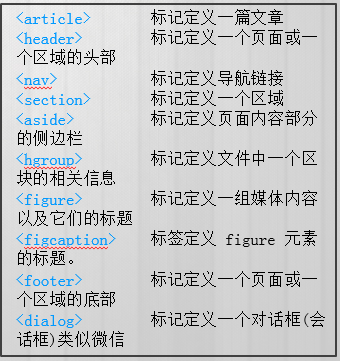 <article> 标记定义一篇文章
<header> 标记定义一个页面或一
个区域的头部
<nav> 标记定义导航链接
<section> 标记定义一个区域
<aside> 标记定义页面内容部分
的侧边栏
<hgroup> 标记定义文件中一个区
块的相关信息
<figure> 标记定义一组媒体内容
以及它们的标题
<figcaption> 标签定义 figure 元素
的标题。
<footer> 标记定义一个页面或一
个区域的底部
<dialog> 标记定义一个对话框(会
话框)类似微信